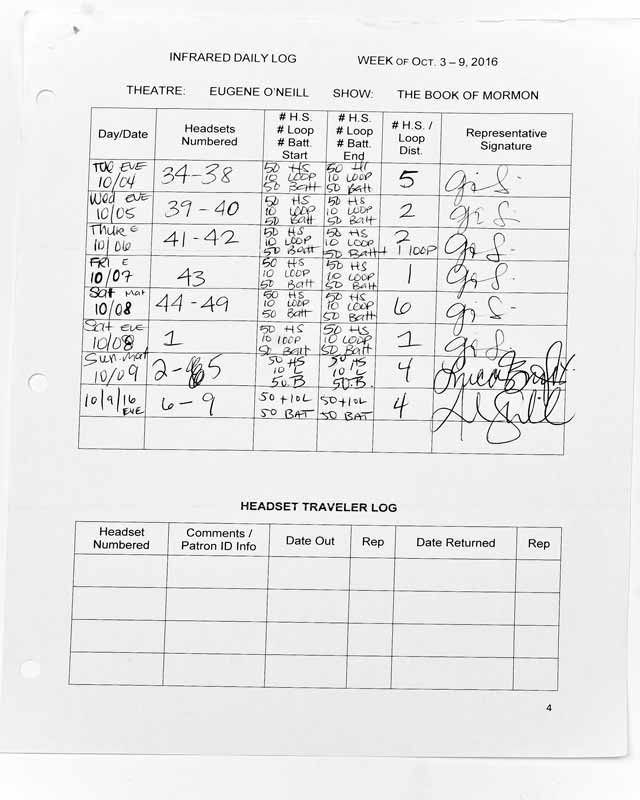 INFRARED DAILY LOG WEEK OF OCT. 3 – 9, 2016
THEATRE: EUGENE O'NEILL SHOW: THE BOOK OF MORMON
Day/Date
Headsets
Numbered
# H.S.
# Loop
# Batt.
Start
# H.S.
# Loop
# Batt.
End
# H.S. /
Loop
Dist.
Representative
Signature
Tue EVE
10/04
34-38
50 HS
10 LOOP
50 Batt
50 HS
10 LOOP
50 Batt
5
Wed EVE
10/05
39-40
50 HS
10 LOOP
50 Batt
50 HS
10 LOOP
50 Batt
2
Thur E
10/06
41-42
50 HS
10 LOOP
50 Batt
50 HS
10 LOOP
50 Batt
2
+ 1 LOOP
FRI E
10/07
43
50 HS
10 LOOP
50 Batt
50 HS
10 LOOP
50 Batt
1
Sat Mat
10/08
44-49
50 HS
10 LOOP
50 Batt
50 HS
10 LOOP
50 Batt
6
Sat EVE
10/08
1
50 HS
10 LOOP
50 Batt
50 HS
10 LOOP
50 Batt
1
Sun. mat
10/09
2-5
50 HS
10 L
50.B
50 HS
10 L
50.B.
4
10/9/16
EVE
6-9
50+10L
50 BAT
50+10L
50 BAT
4
HEADSET TRAVELER LOG
Headset
Numbered
Comments /
Patron ID Info
Date Out
Rep
Date Returned
Rep
4